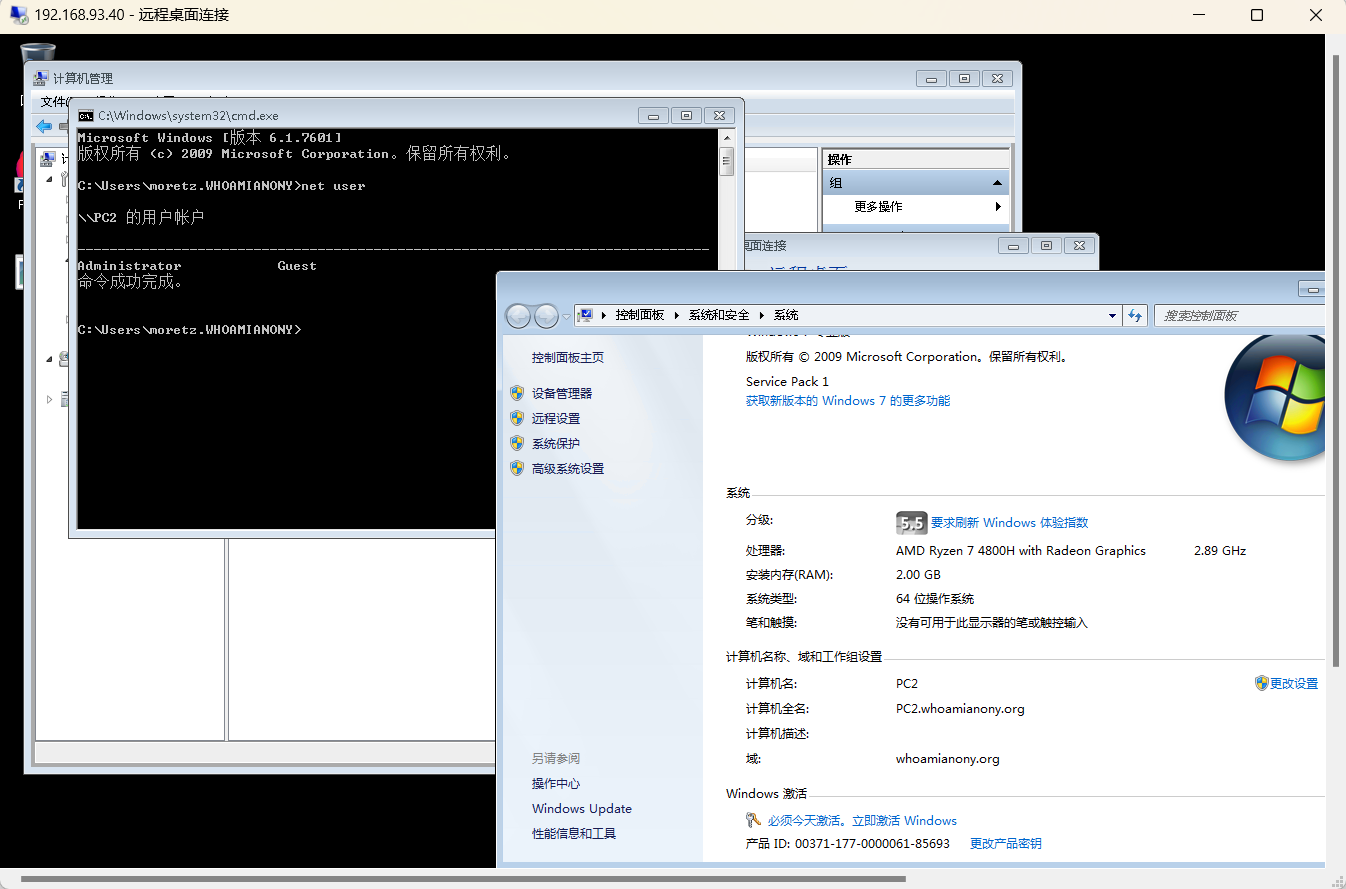 192.168.93.40 - 远程桌面连接
计算机管理
文件(
C:\Windows\system32\cmd.exe
Microsoft Windows [版本 6.1.7601]
版权所有 (c) 2009 Microsoft Corporation。保留所有权利。
C:\Users\moretz.WHOAMIANONY>net user
\\PC2 的用户帐户
-------------------------------------------------------------------------------
Administrator Guest
命令成功完成。
C:\Users\moretz.WHOAMIANONY>
操作
组
更多操作
桌面连接
远程桌面
控制面板 系统和安全 系统
搜索控制面板
控制面板主页
设备管理器
远程设置
系统保护
高级系统设置
另请参阅
操作中心
Windows Update
性能信息和工具
版权所有 © 2009 Microsoft Corporation。保留所有权利。
Service Pack 1
获取新版本的 Windows 7 的更多功能
系统
分级: 5.5 要求刷新 Windows 体验指数
处理器: AMD Ryzen 7 4800H with Radeon Graphics 2.89 GHz
安装内存(RAM): 2.00 GB
系统类型: 64 位操作系统
笔和触摸: 没有可用于此显示器的笔或触控输入
计算机名称、域和工作组设置
计算机名: PC2 更改设置
计算机全名: PC2.whoamianony.org
计算机描述:
域: whoamianony.org
Windows 激活
必须今天激活。立即激活 Windows
产品 ID: 00371-177-0000061-85693 更改产品密钥